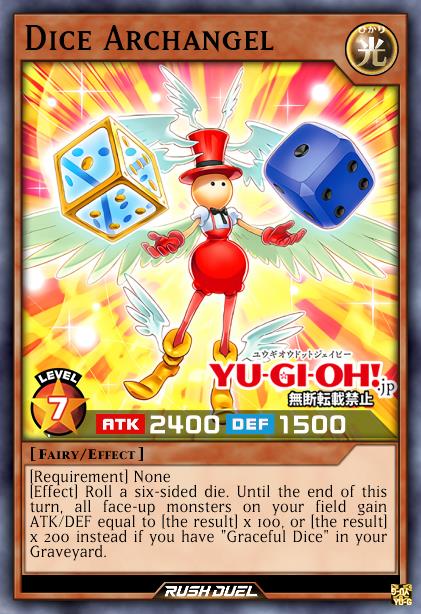 Dice Archangel
ひかり
光
ユウギオウドットジェイピー
YU-GI-OH!.jp
無断転載禁止
LEVEL
7
ATK 2400 DEF 1500
[Fairy/Effect]
[Requirement] None
[Effect] Roll a six-sided die. Until the end of this
turn, all face-up monsters on your field gain
ATK/DEF equal to [the result] x 100, or [the result]
x 200 instead if you have "Graceful Dice" in your
Graveyard.
RUSH DUEL